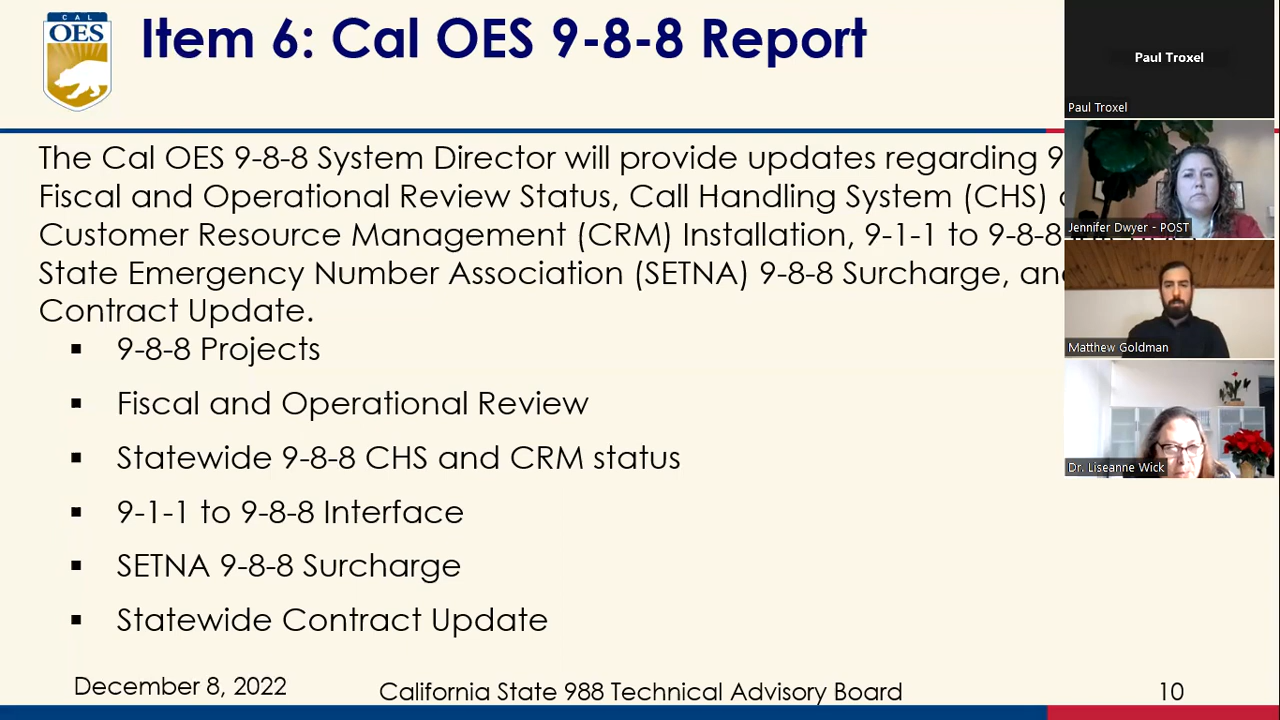 CAL
OES
Item 6: Cal OES 9-8-8 Report
The Cal OES 9-8-8 System Director will provide updates regarding 9
Fiscal and Operational Review Status, Call Handling System (CHS)
Customer Resource Management (CRM) Installation, 9-1-1 to 9-8-8
State Emergency Number Association (SETNA) 9-8-8 Surcharge, and
Contract Update.
▪ 9-8-8 Projects
▪ Fiscal and Operational Review
▪ Statewide 9-8-8 CHS and CRM status
▪ 9-1-1 to 9-8-8 Interface
▪ SETNA 9-8-8 Surcharge
▪ Statewide Contract Update
December 8, 2022
California State 988 Technical Advisory Board
10
Paul Troxel
Paul Troxel
Jennifer Dwyer - POST
Matthew Goldman
Dr. Liseanne Wick